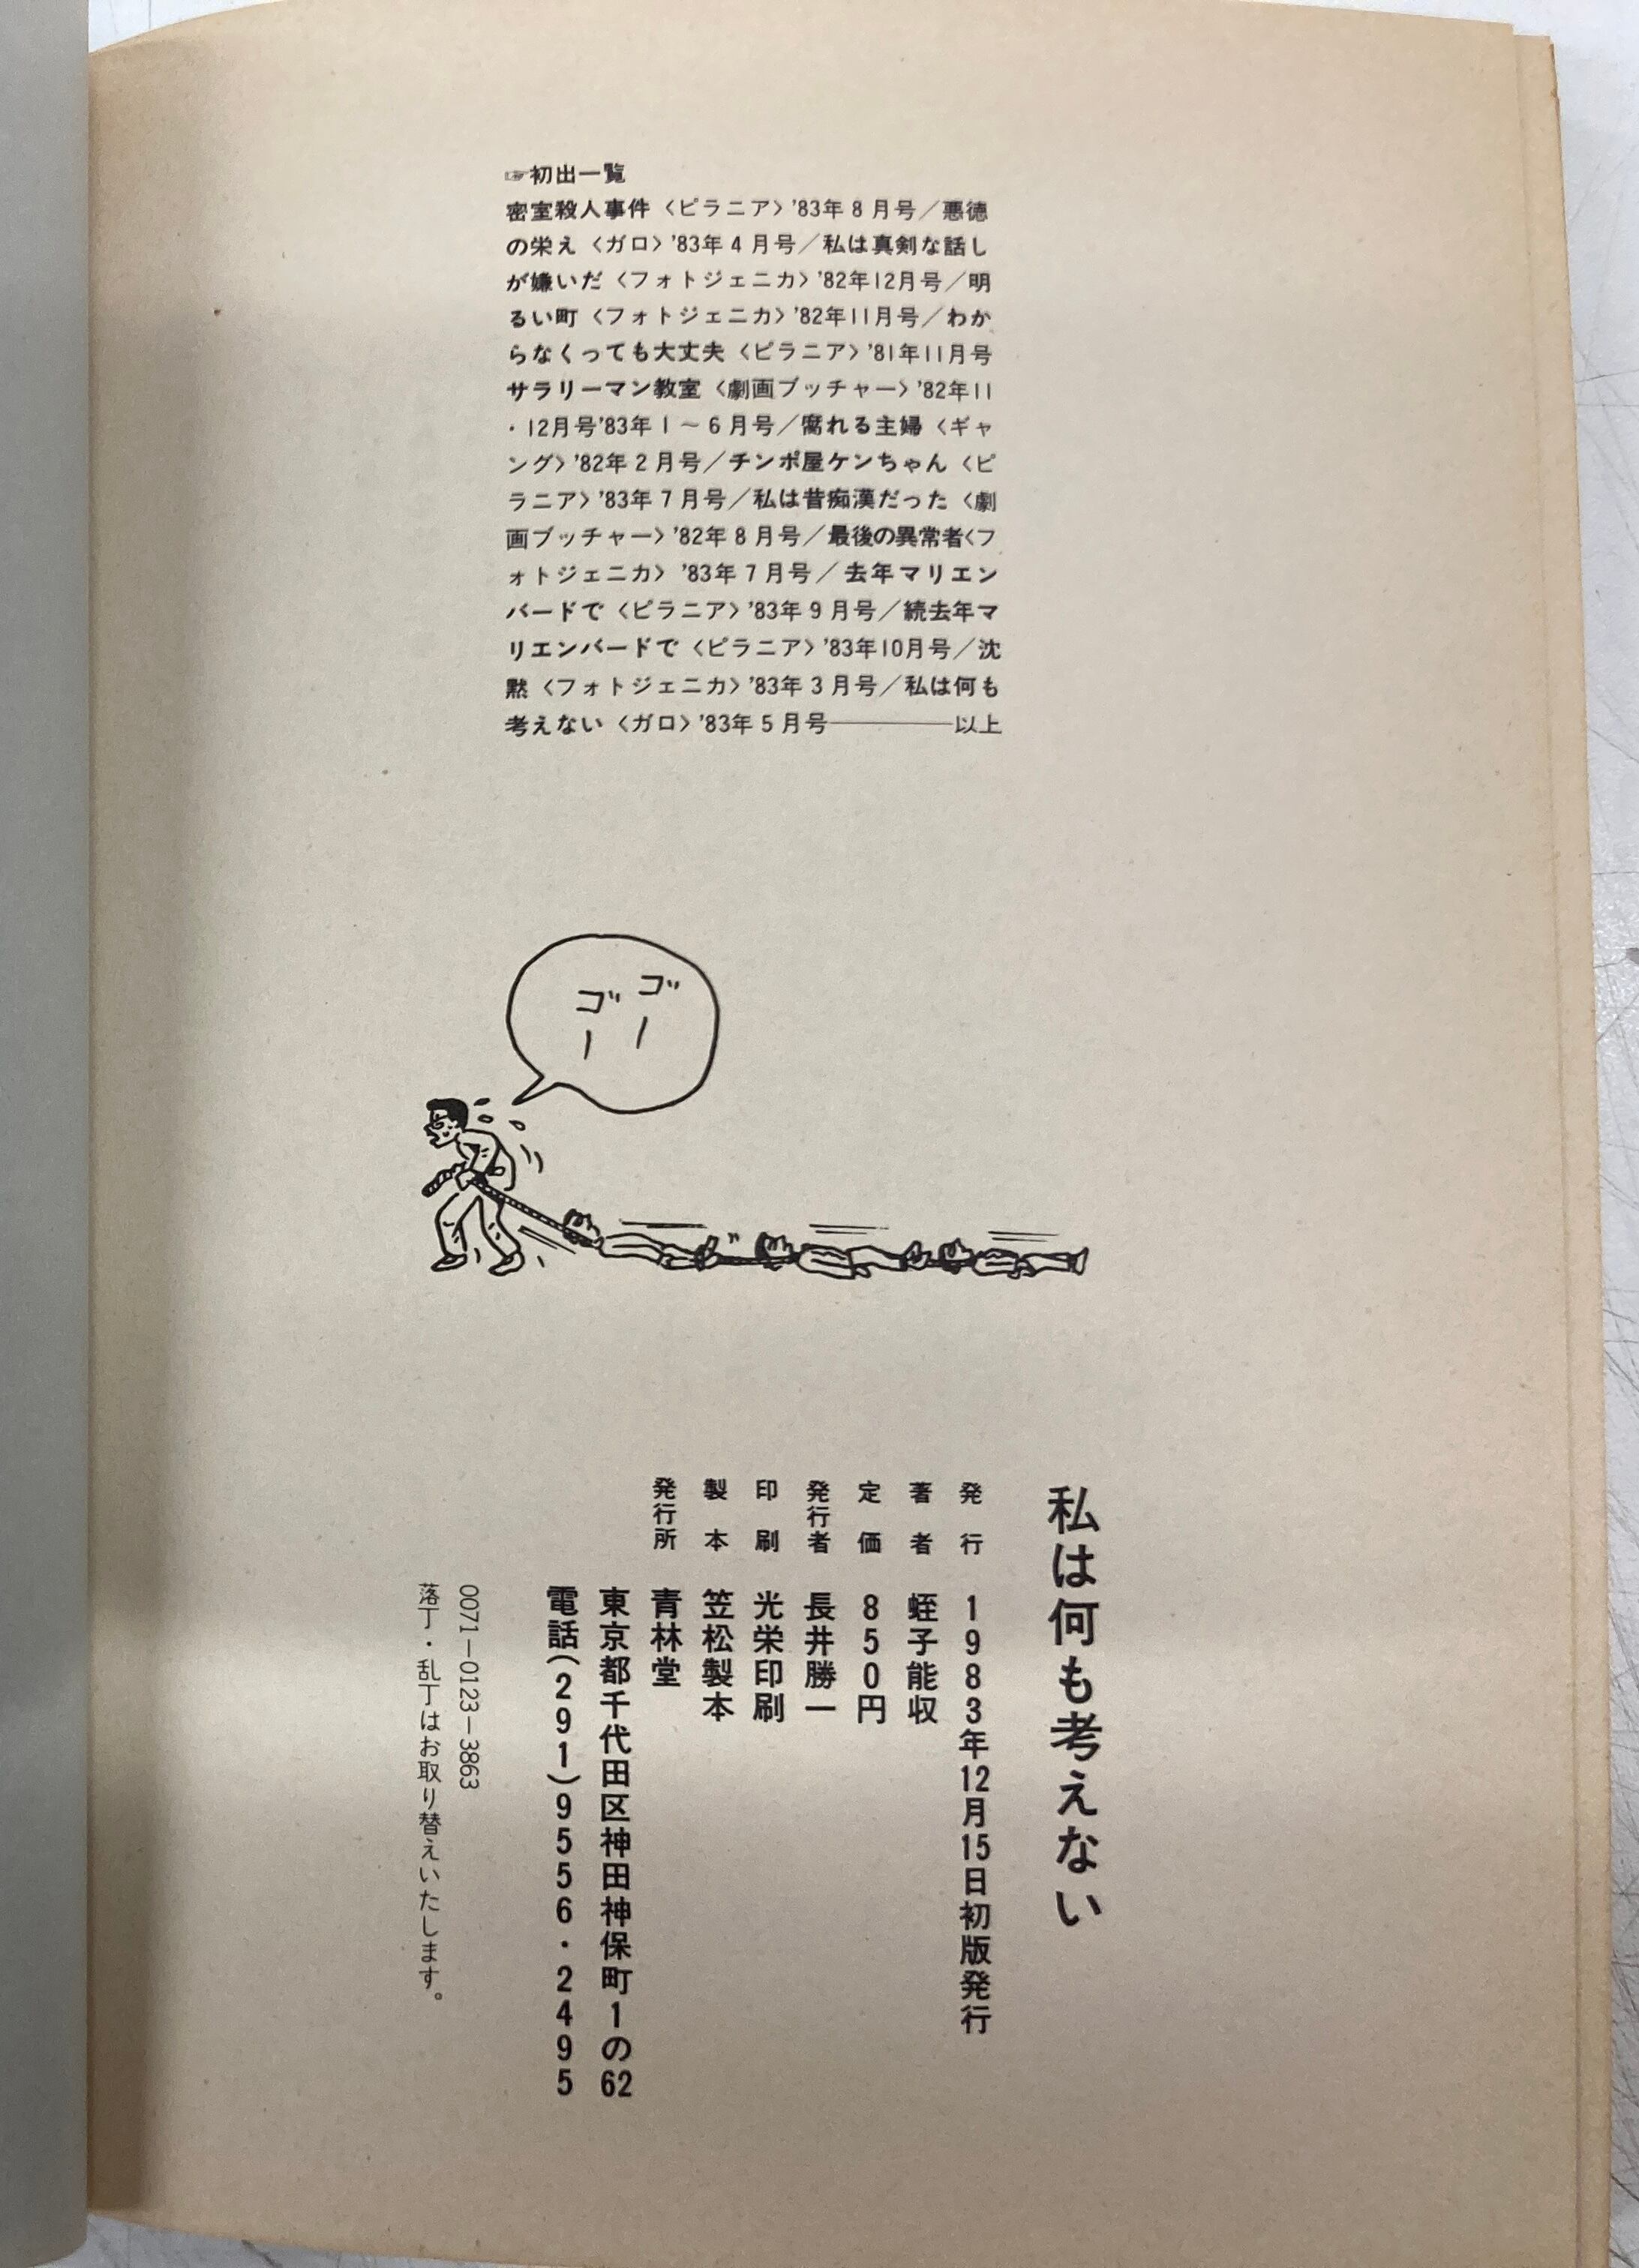 ☞初出一覧
密室殺人事件〈ピラニア〉'83年8月号／悪徳
の栄え〈ガロ〉'83年4月号／私は真剣な話し
が嫌いだ〈フォトジェニカ〉'82年12月号／明
るい町〈フォトジェニカ〉'82年11月号／わか
らなくっても大丈夫〈ピラニア〉'81年11月号
サラリーマン教室〈劇画ブッチャー〉'82年11
・12月号'83年1～6月号／腐れる主婦〈ギャ
ング〉'82年2月号／チンポ屋ケンちゃん〈ピ
ラニア〉'83年7月号／私は昔痴漢だった〈劇
画ブッチャー〉'82年8月号／最後の異常者〈フ
ォトジェニカ〉'83年7月号／去年マリエン
バードで〈ピラニア〉'83年9月号／続去年マ
リエンバードで〈ピラニア〉'83年10月号／沈
黙〈フォトジェニカ〉'83年3月号／私は何も
考えない〈ガロ〉'83年5月号―――――以上
ゴー
ゴー
私は何も考えない
発行 1983年12月15日初版発行
著者 蛭子能収
定価 850円
発行者 長井勝一
印刷 光栄印刷
製本 笠松製本
発行所 青林堂
東京都千代田区神田神保町1の62
電話(291)9556・2495
0071―0123―3863
落丁・乱丁はお取り替えいたします。